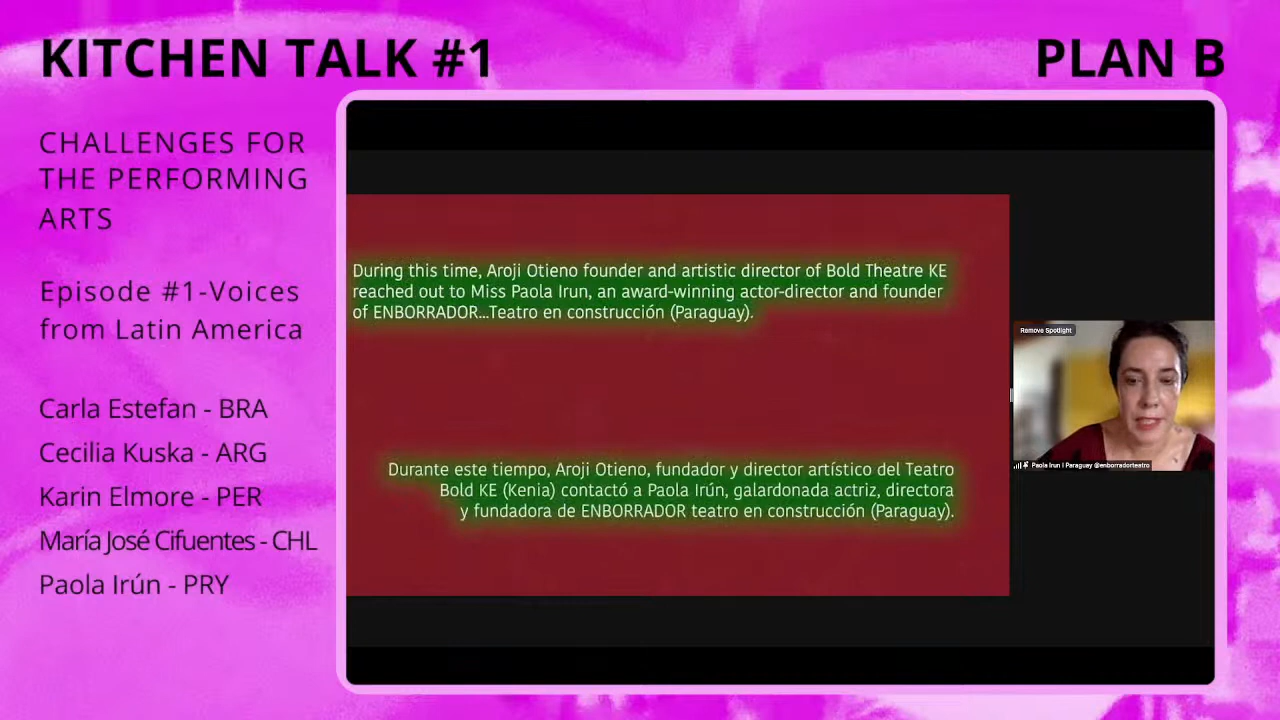 KITCHEN TALK #1
PLAN B
CHALLENGES FOR
THE PERFORMING
ARTS
Episode #1-Voices
from Latin America
Carla Estefan - BRA
Cecilia Kuska - ARG
Karin Elmore - PER
María José Cifuentes - CHL
Paola Irún - PRY
During this time, Aroji Otieno founder and artistic director of Bold Theatre KE
reached out to Miss Paola Irun, an award-winning actor-director and founder
of ENBORRADOR...Teatro en construcción (Paraguay).
Durante este tiempo, Aroji Otieno, fundador y director artístico del Teatro
Bold KE (Kenia) contactó a Paola Irún, galardonada actriz, directora
y fundadora de ENBORRADOR teatro en construcción (Paraguay).
Remove Spotlight
Paola Irun I Paraguay @enborradorteatro